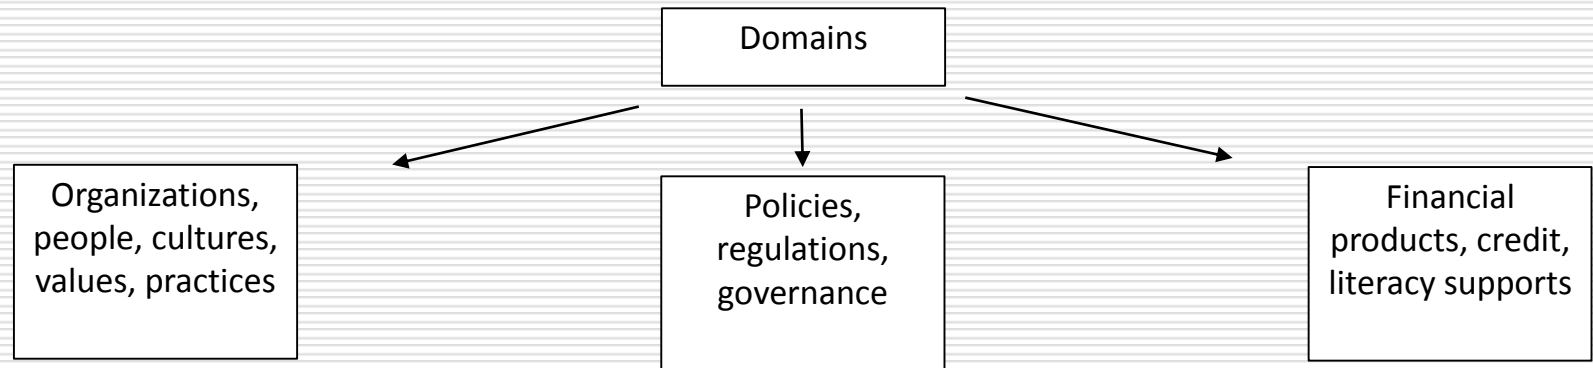 Domains
Organizations,
people, cultures,
values, practices
Policies,
regulations,
governance
Financial
products, credit,
literacy supports